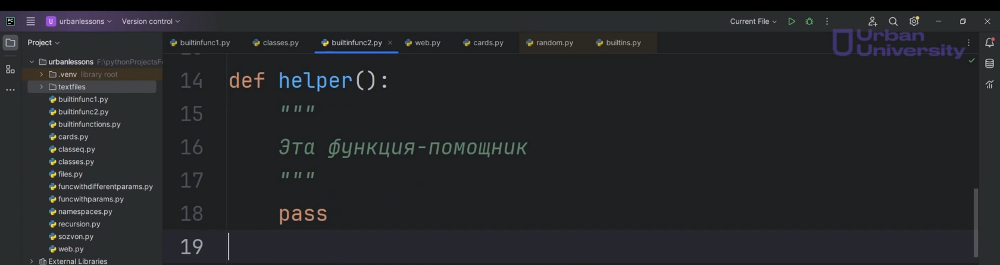 PC
U urbanlessons Version control Current File
Project
builtinfunc1.py classes.py builtinfunc2.py web.py cards.py random.py builtins.py
Urban
University
urbanlessons F:\pythonProjectsF
.venv library root
textfiles
builtinfunc1.py
builtinfunc2.py
builtinfunctions.py
cards.py
classeq.py
classes.py
files.py
funcwithdifferentparams.py
funcwithparams.py
namespaces.py
recursion.py
sozvon.py
web.py
External Libraries
14 def helper():
15 """
16 Эта функция-помощник
17 """
18 pass
19